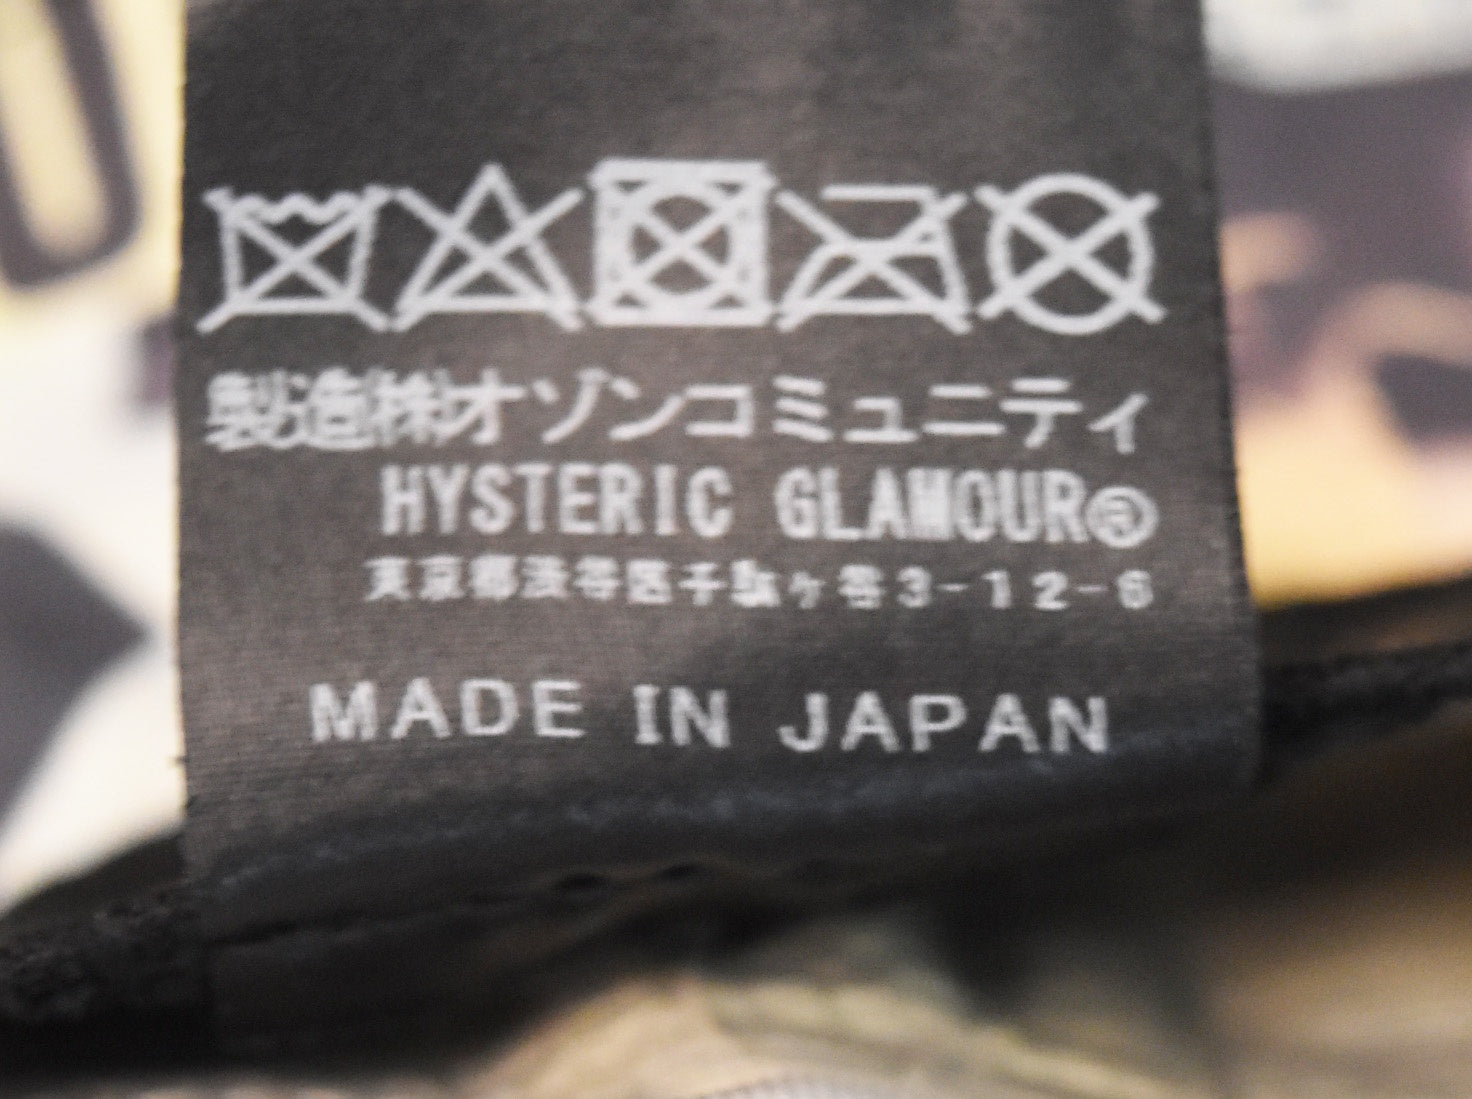 製造㈱オゾンコミュニティ
HYSTERIC GLAMOUR®
東京都渋谷区千駄ヶ谷3-12-6
MADE IN JAPAN